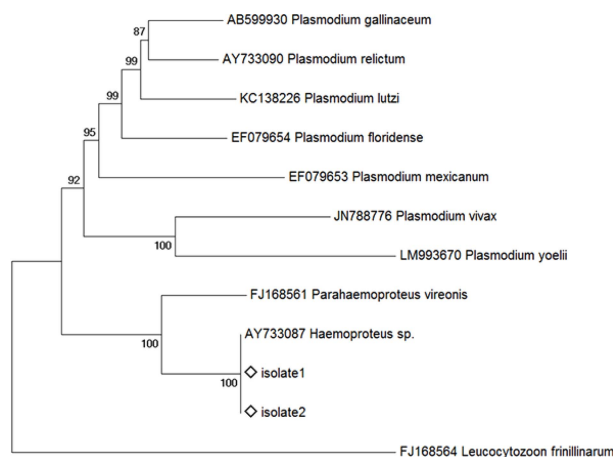 AB599930 Plasmodium gallinaceum
87
AY733090 Plasmodium relictum
99
KC138226 Plasmodium lutzi
99
EF079654 Plasmodium floridense
95
EF079653 Plasmodium mexicanum
92
JN788776 Plasmodium vivax
100
LM993670 Plasmodium yoelii
FJ168561 Parahaemoproteus vireonis
100
AY733087 Haemoproteus sp.
isolate1
100
isolate2
FJ168564 Leucocytozoon frinillinarum